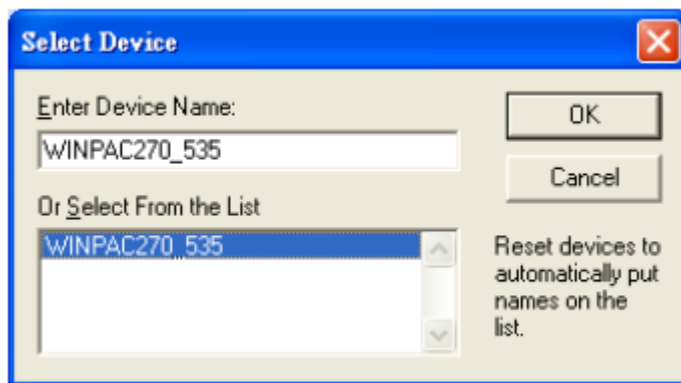 Select Device
Enter Device Name:
OK
WINPAC270_535
Cancel
Or Select From the List
WINPAC270_535
Reset devices to
automatically put
names on the
list.